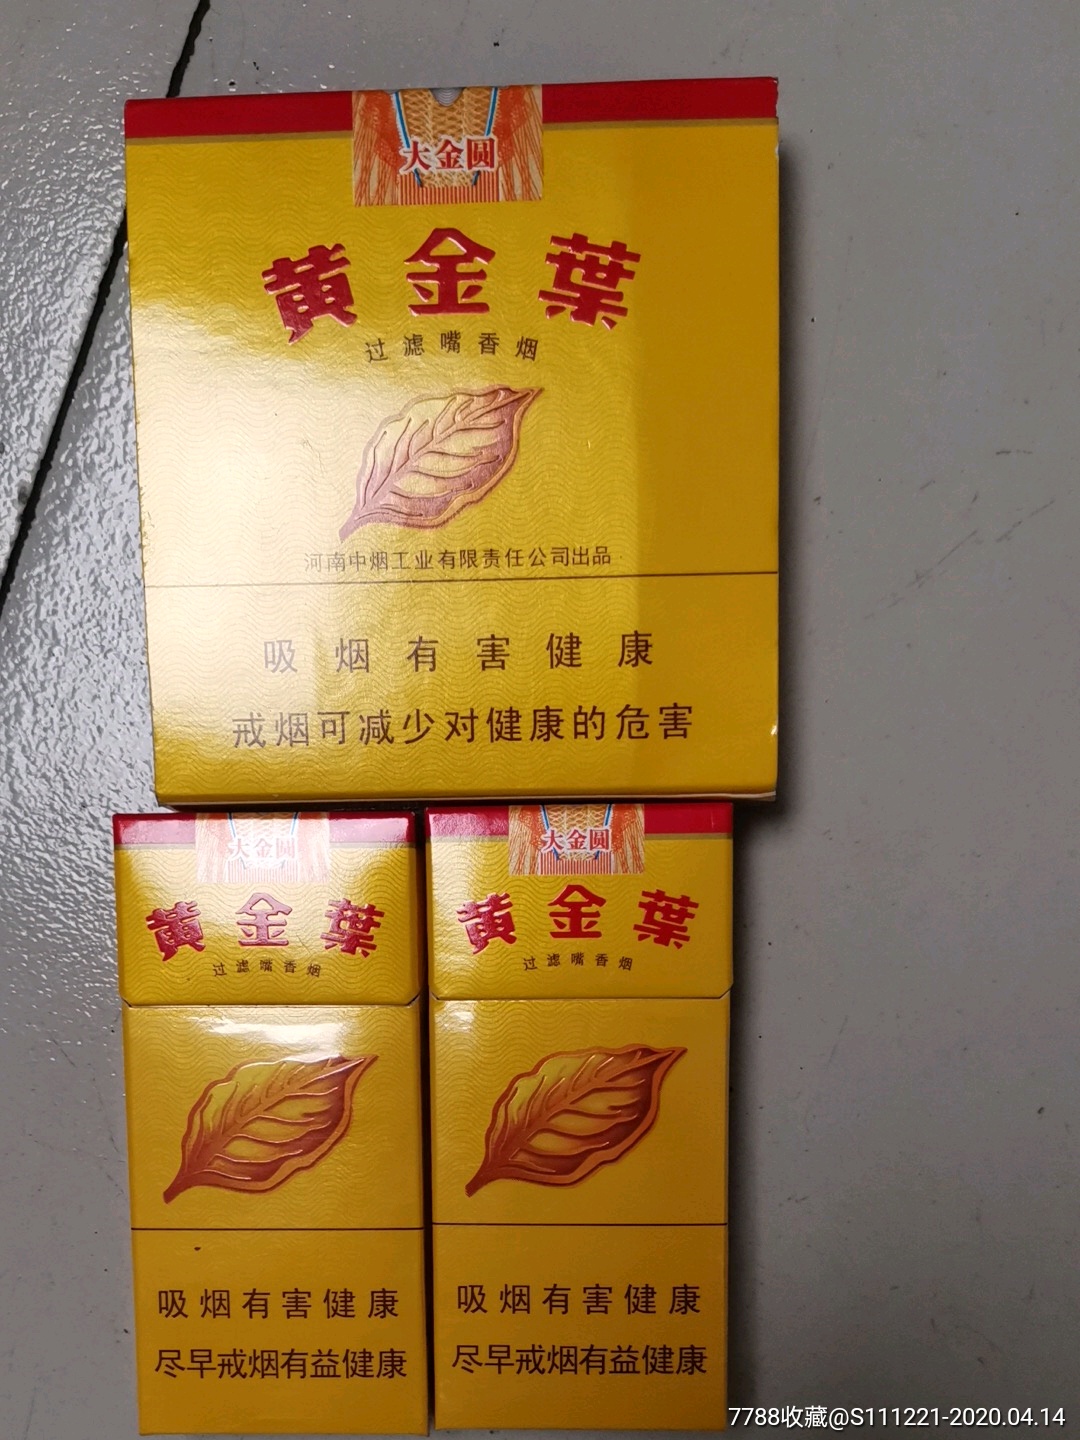 大金圆
黄金葉
过滤嘴香烟
河南中烟工业有限责任公司出品
吸烟有害健康
戒烟可减少对健康的危害
大金圆
黄金葉
过滤嘴香烟
吸烟有害健康
尽早戒烟有益健康
大金圆
黄金葉
过滤嘴香烟
吸烟有害健康
尽早戒烟有益健康
7788收藏@S111221-2020.04.14